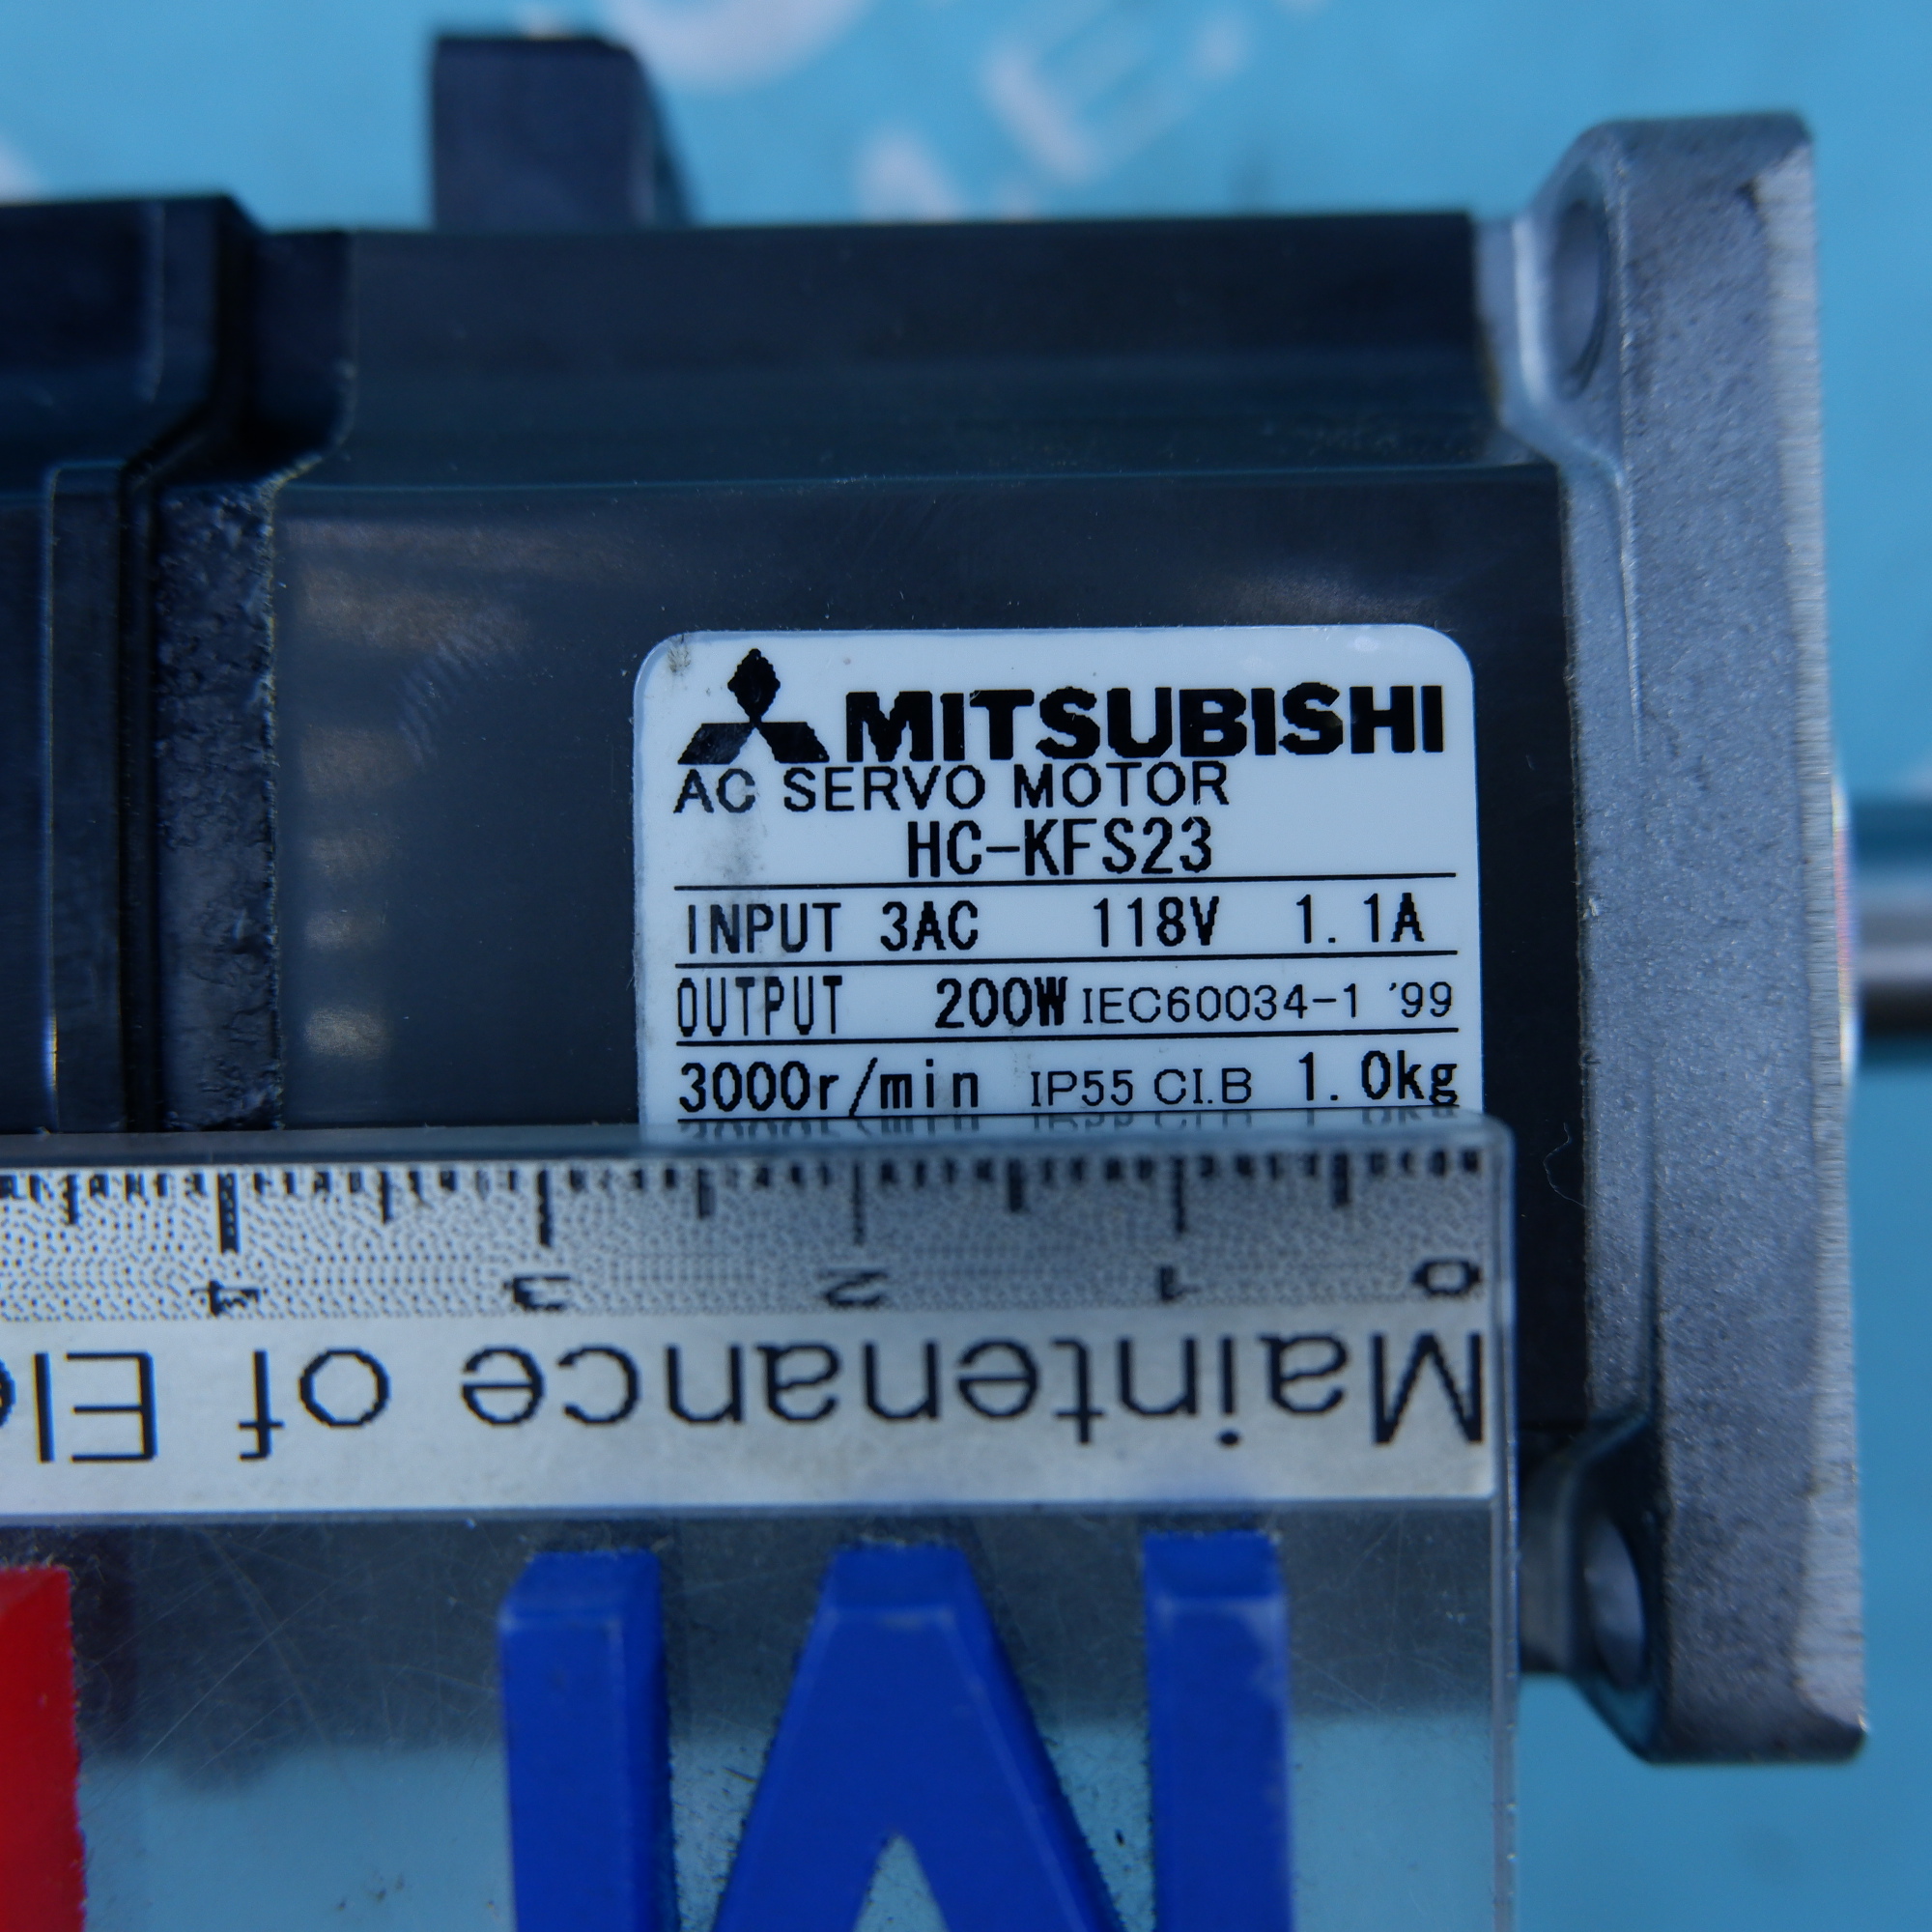 MITSUBISHI
AC SERVO MOTOR
HC-KFS23
INPUT 3AC 118V 1.1A
OUTPUT 200W IEC60034-1 '99
3000r/min IP55 CI.B 1.0kg
0 1 2 3 4
Maintenance of